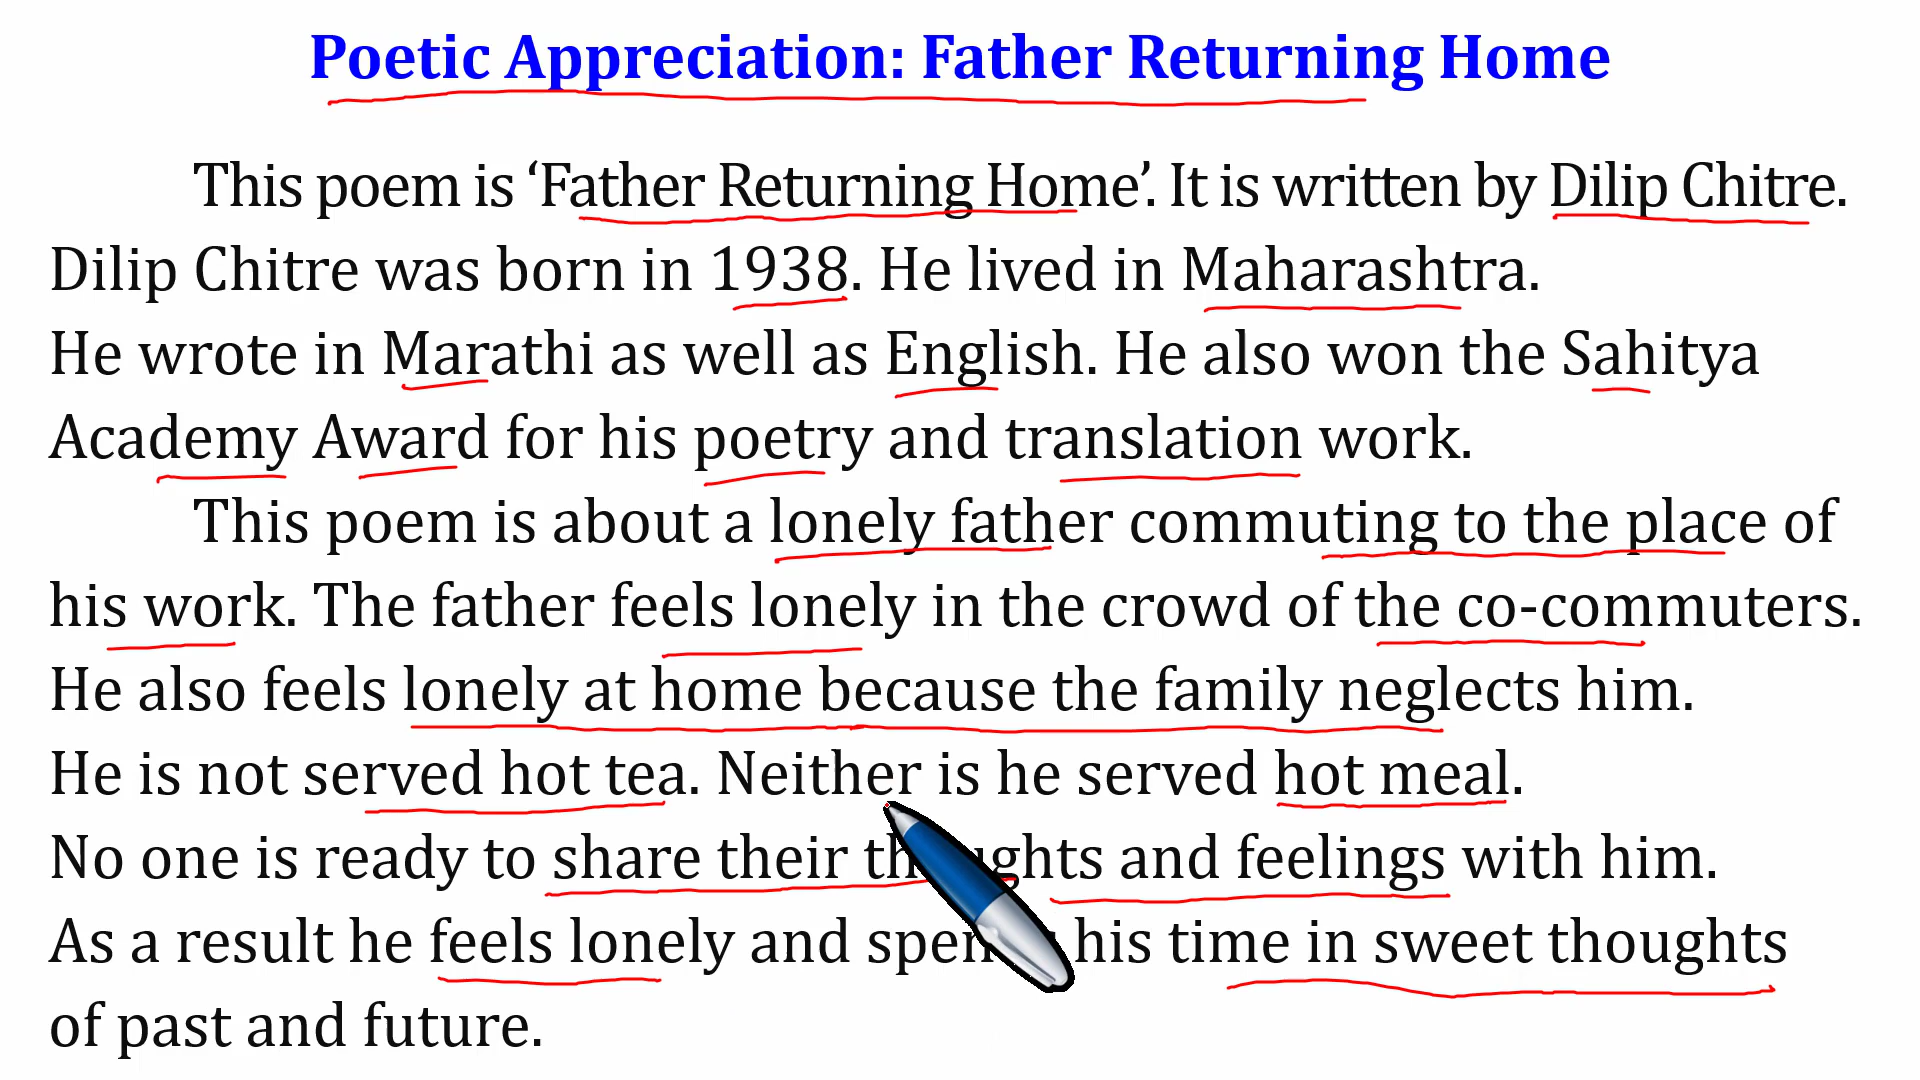 Poetic Appreciation: Father Returning Home
This poem is ‘Father Returning Home’. It is written by Dilip Chitre.
Dilip Chitre was born in 1938. He lived in Maharashtra.
He wrote in Marathi as well as English. He also won the Sahitya
Academy Award for his poetry and translation work.
This poem is about a lonely father commuting to the place of
his work. The father feels lonely in the crowd of the co-commuters.
He also feels lonely at home because the family neglects him.
He is not served hot tea. Neither is he served hot meal.
No one is ready to share their thoughts and feelings with him.
As a result he feels lonely and spends his time in sweet thoughts
of past and future.